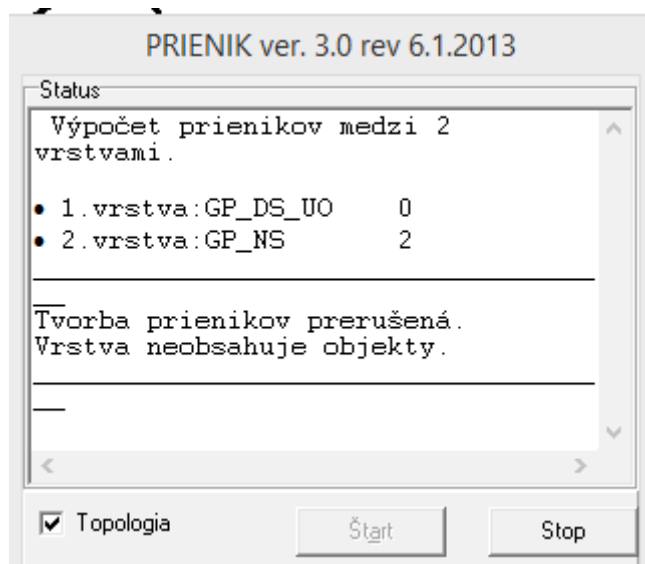 PRIENIK ver. 3.0 rev 6.1.2013
Status
Výpočet prienikov medzi 2
vrstvami.
• 1.vrstva:GP_DS_UO 0
• 2.vrstva:GP_NS 2
Tvorba prienikov prerušená.
Vrstva neobsahuje objekty.
Topologia
Štart
Stop